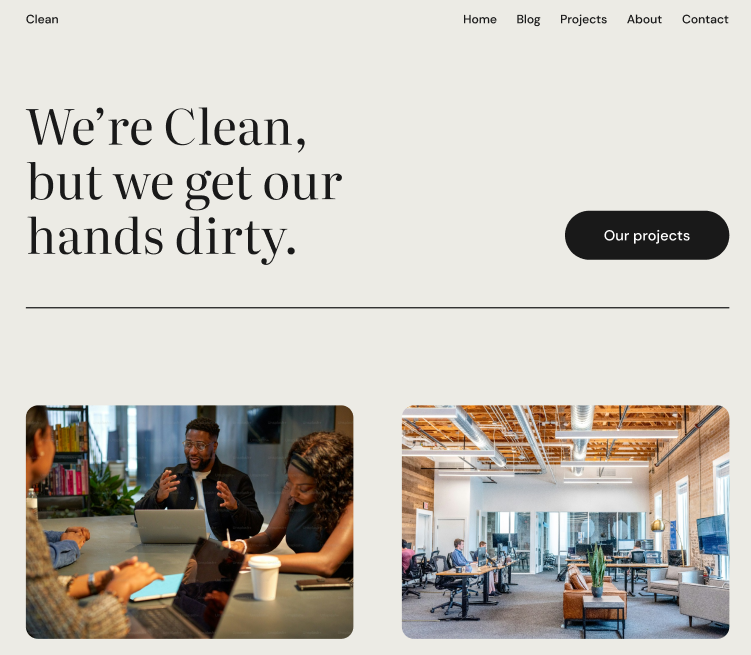 Clean
Home Blog Projects About Contact
We’re Clean,
but we get our
hands dirty.
Our projects